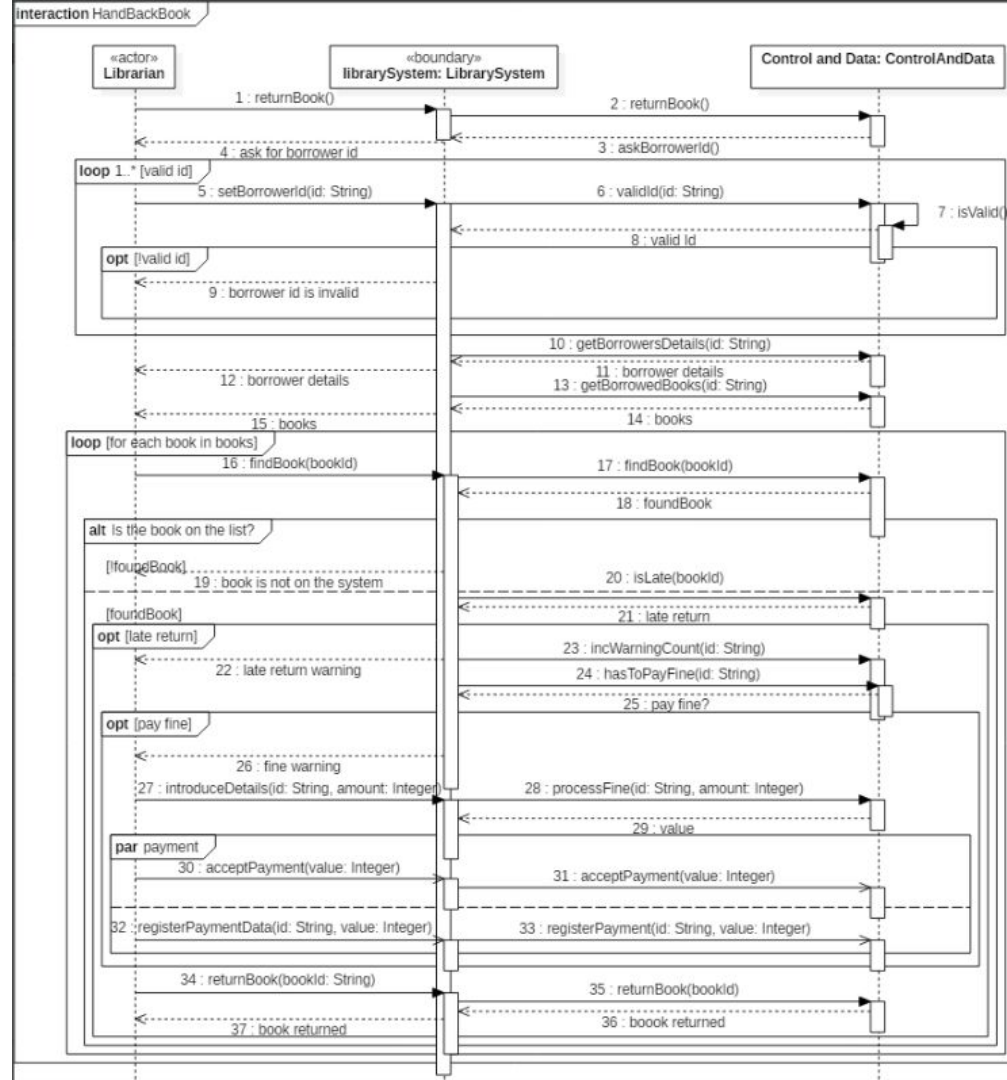 interaction HandBackBook
«actor»
Librarian
«boundary»
librarySystem: LibrarySystem
Control and Data: ControlAndData
1 : returnBook()
2 : returnBook()
3 : askBorrowerId()
4 : ask for borrower id
loop 1..* [valid id]
5 : setBorrowerId(id: String)
6 : validId(id: String)
7 : isValid()
8 : valid Id
opt [!valid id]
9 : borrower id is invalid
10 : getBorrowersDetails(id: String)
11 : borrower details
12 : borrower details
13 : getBorrowedBooks(id: String)
14 : books
15 : books
loop [for each book in books]
16 : findBook(bookId)
17 : findBook(bookId)
18 : foundBook
alt Is the book on the list?
[!foundBook]
19 : book is not on the system
20 : isLate(bookId)
[foundBook]
21 : late return
opt [late return]
22 : late return warning
23 : incWarningCount(id: String)
24 : hasToPayFine(id: String)
25 : pay fine?
opt [pay fine]
26 : fine warning
27 : introduceDetails(id: String, amount: Integer)
28 : processFine(id: String, amount: Integer)
29 : value
par payment
30 : acceptPayment(value: Integer)
31 : acceptPayment(value: Integer)
32 : registerPaymentData(id: String, value: Integer)
33 : registerPayment(id: String, value: Integer)
34 : returnBook(bookId: String)
35 : returnBook(bookId)
36 : boook returned
37 : book returned